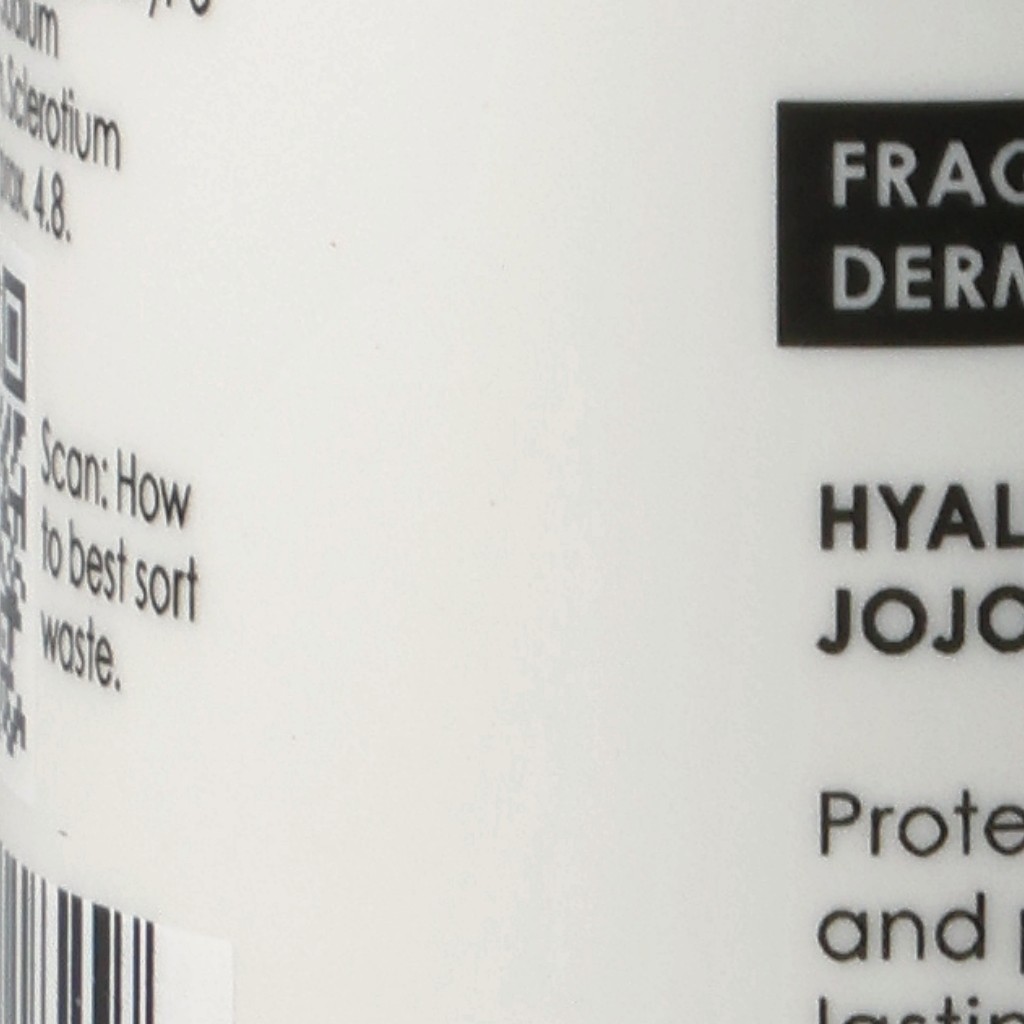 Sclerotium
4.8.
Scan: How
to best sort
waste.
FRAG
DERM
HYAL
JOJO
Prote
and